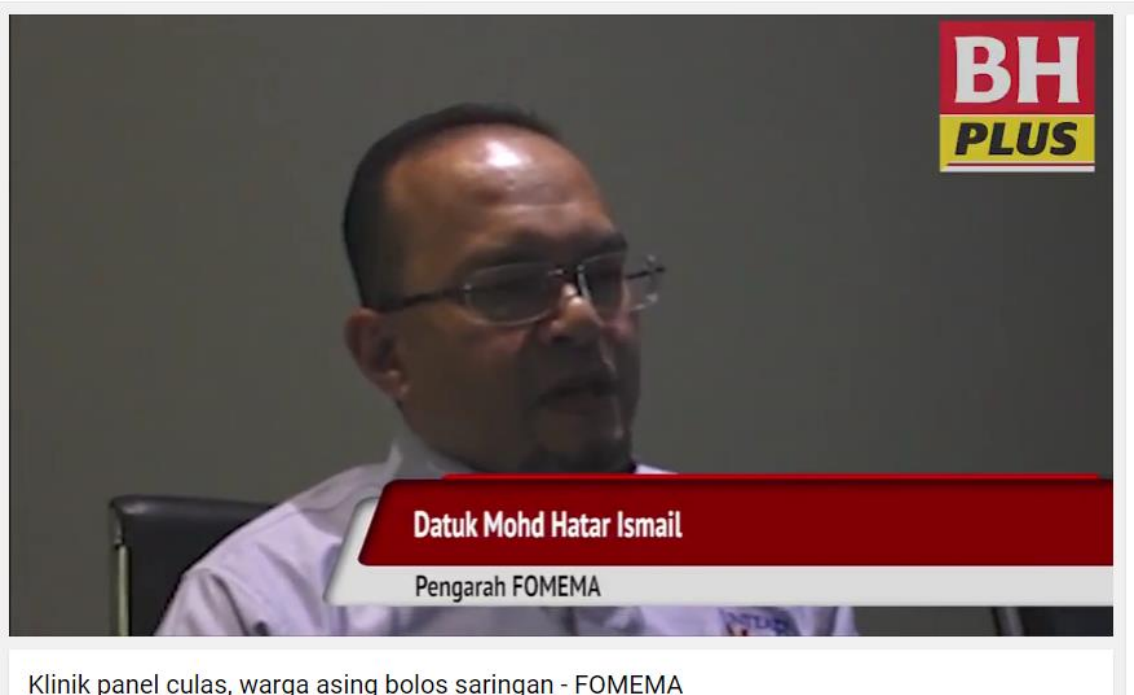 BH
PLUS
Datuk Mohd Hatar Ismail
Pengarah FOMEMA
Klinik panel culas, warga asing bolos saringan - FOMEMA